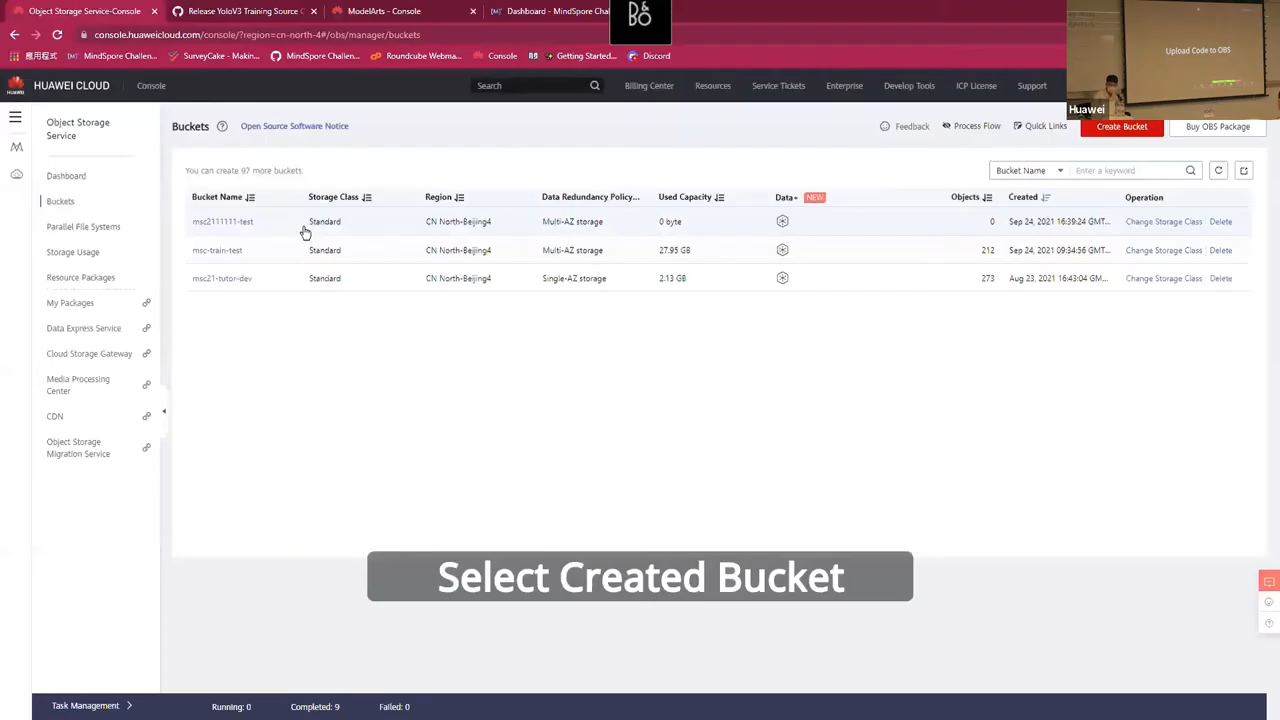 Object Storage Service-Console
Release YoloV3 Training Source C
ModelArts - Console
Dashboard - MindSpore Chal
B&O
console.huaweicloud.com/console/?region=cn-north-4#/obs/manager/buckets
應用程式
MindSpore Challen...
SurveyCake - Makin...
MindSpore Challen...
Roundcube Webma...
Console
Getting Started...
Discord
Upload Code to OBS
Huawei
HUAWEI CLOUD
Console
Search
Billing Center
Resources
Service Tickets
Enterprise
Develop Tools
ICP License
Support
Object Storage
Service
Dashboard
Buckets
Parallel File Systems
Storage Usage
Resource Packages
My Packages
Data Express Service
Cloud Storage Gateway
Media Processing
Center
CDN
Object Storage
Migration Service
Buckets
Open Source Software Notice
Feedback
Process Flow
Quick Links
Create Bucket
Buy OBS Package
You can create 97 more buckets.
Bucket Name
Enter a keyword
Bucket Name Storage Class Region Data Redundancy Policy... Used Capacity Data+ NEW Objects Created Operation
msc2111111-test Standard CN North-Beijing4 Multi-AZ storage 0 byte 0 Sep 24, 2021 16:39:24 GMT... Change Storage Class Delete
msc-train-test Standard CN North-Beijing4 Multi-AZ storage 27.95 GB 212 Sep 24, 2021 09:34:56 GMT... Change Storage Class Delete
msc21-tutor-dev Standard CN North-Beijing4 Single-AZ storage 2.13 GB 273 Aug 23, 2021 16:43:04 GM... Change Storage Class Delete
Select Created Bucket
Task Management
Running: 0
Completed: 9
Failed: 0